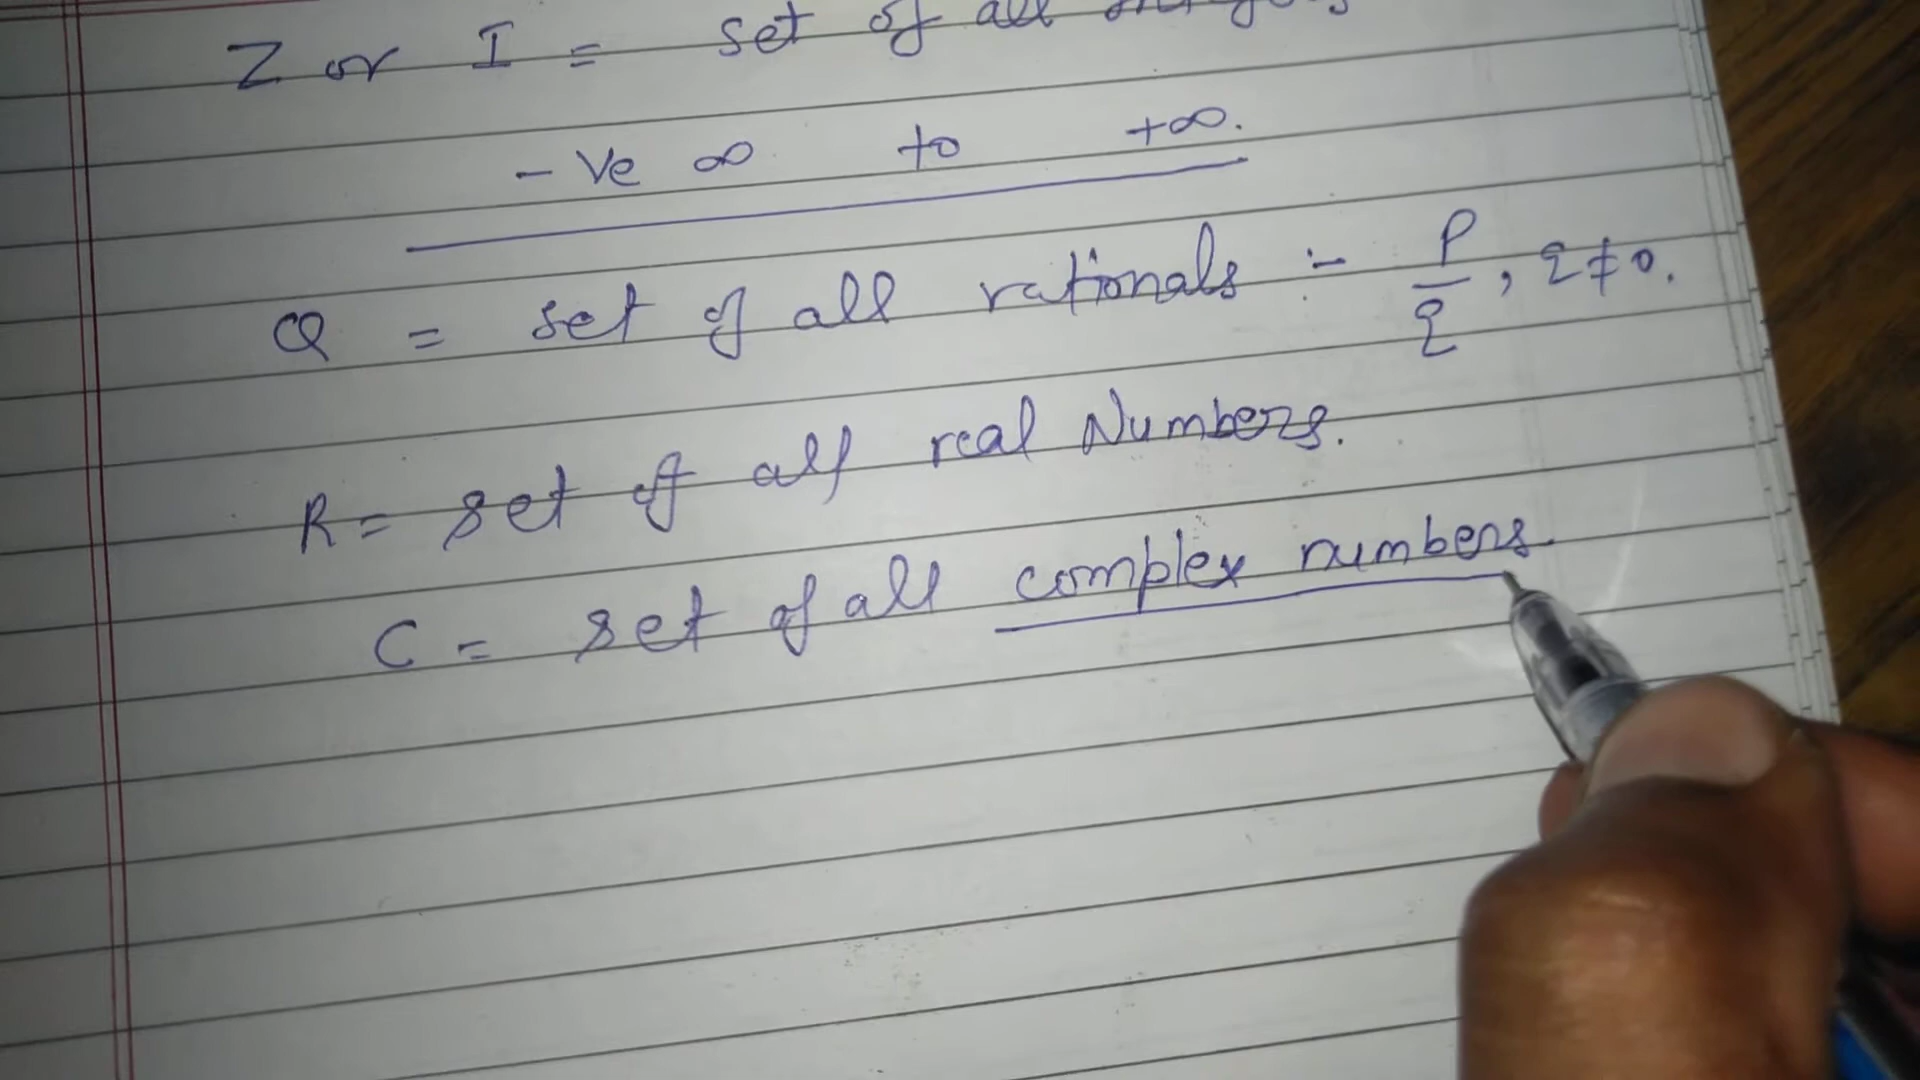 Z or I = set of all
- ve ∞ to +∞.
Q = set of all rationals :- P/q, q≠0.
R = set of all real Numbers.
C = set of all complex numbers.